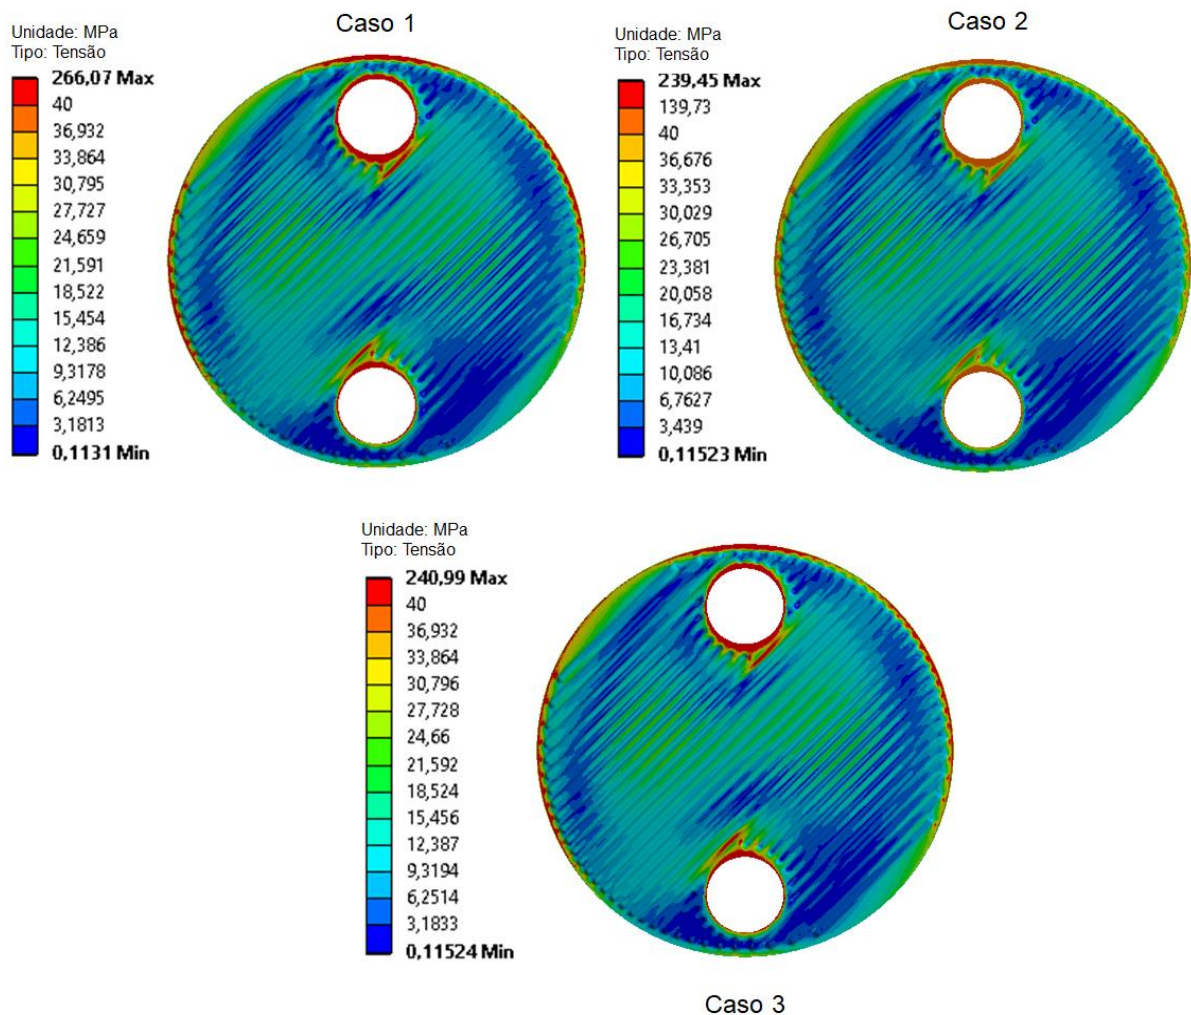 Caso 1
Unidade: MPa
Tipo: Tensão
266,07 Max
40
36,932
33,864
30,795
27,727
24,659
21,591
18,522
15,454
12,386
9,3178
6,2495
3,1813
0,1131 Min
Caso 2
Unidade: MPa
Tipo: Tensão
239,45 Max
139,73
40
36,676
33,353
30,029
26,705
23,381
20,058
16,734
13,41
10,086
6,7627
3,439
0,11523 Min
Unidade: MPa
Tipo: Tensão
240,99 Max
40
36,932
33,864
30,796
27,728
24,66
21,592
18,524
15,456
12,387
9,3194
6,2514
3,1833
0,11524 Min
Caso 3